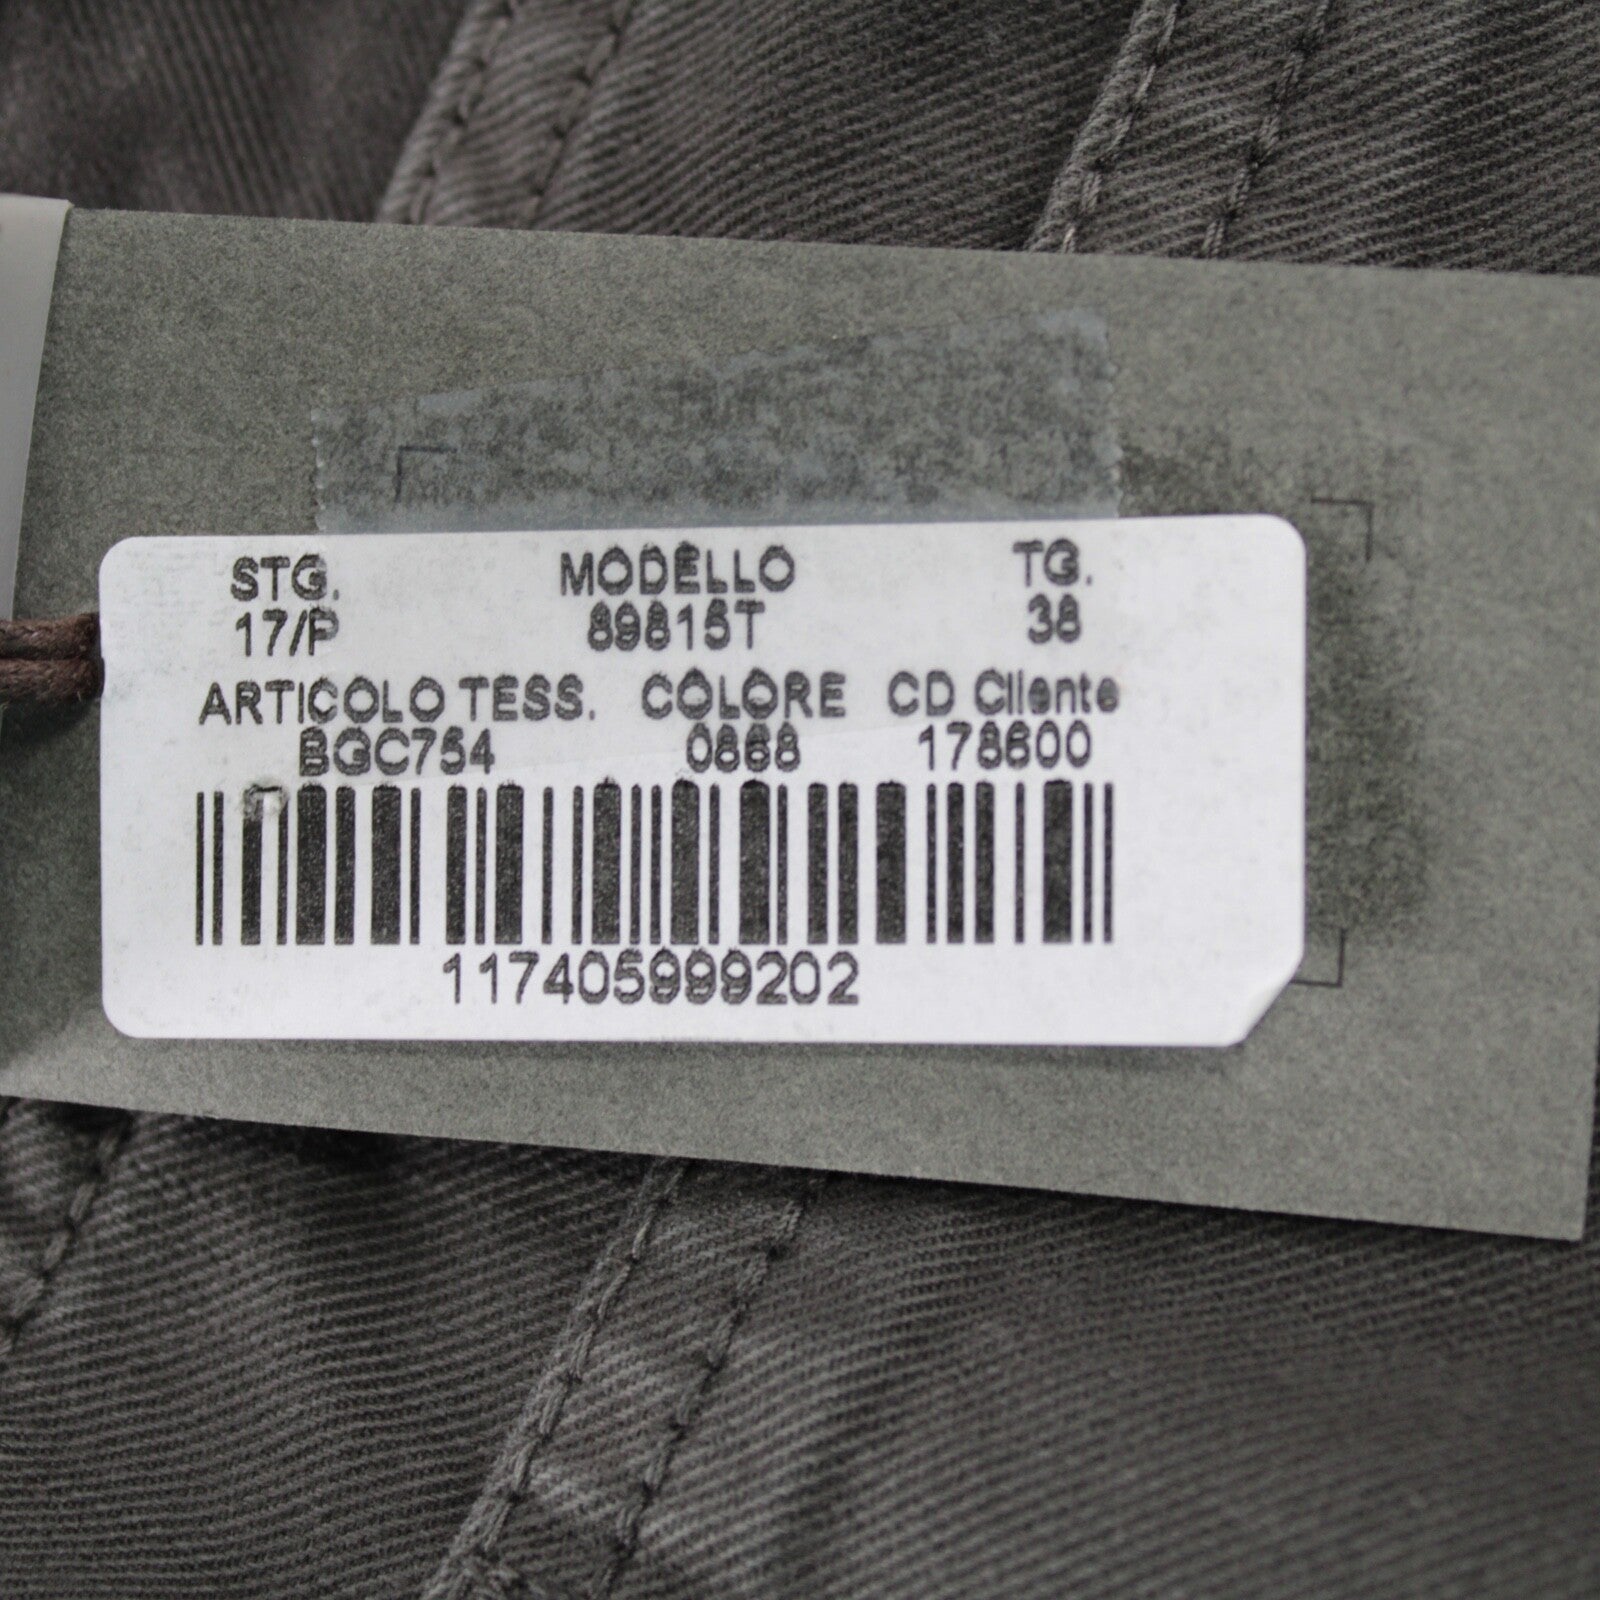 STG. MODELLO TG.
17/P 89815T 38
ARTICOLO TESS. COLORE CD Cliente
BGC754 0868 178600
117405999202